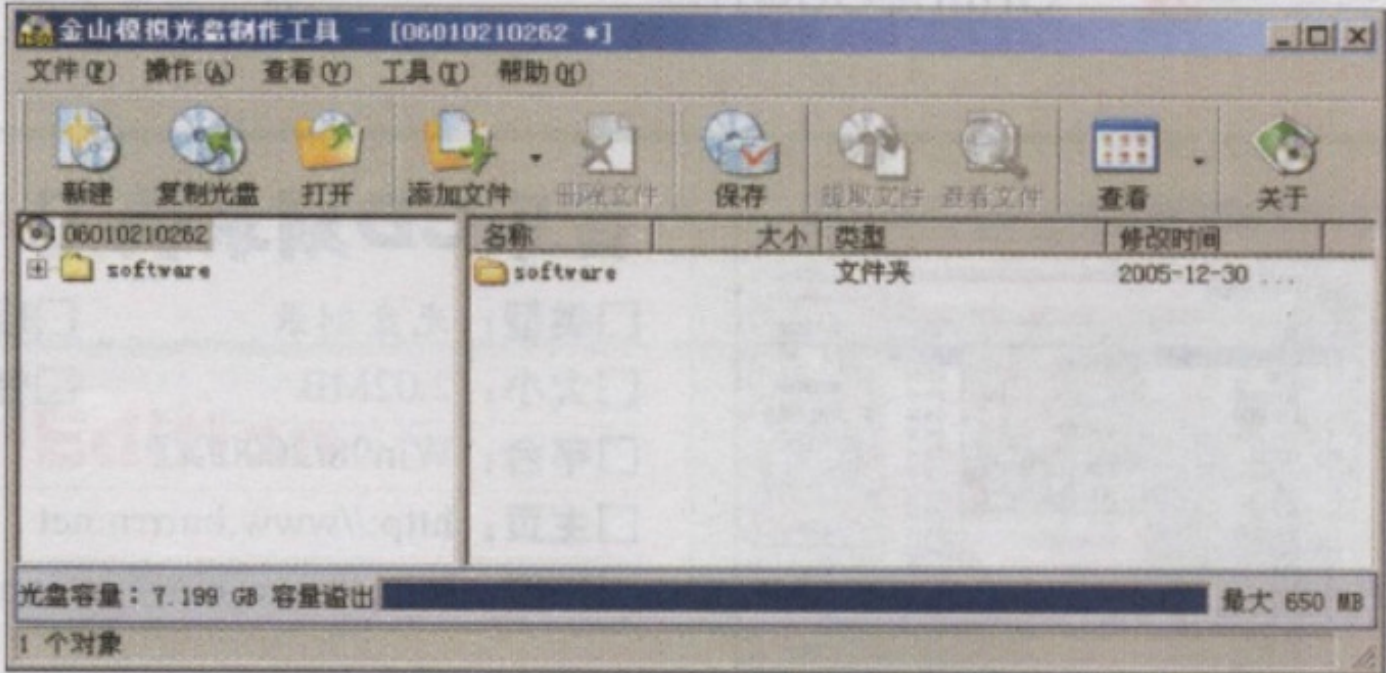 金山模拟光盘制作工具 - [06010210262 *]
文件(F) 操作(A) 查看(V) 工具(T) 帮助(H)
新建 复制光盘 打开 添加文件 删除文件 保存 提取文件 查看文件 查看 关于
06010210262
software
名称 大小 类型 修改时间
software 文件夹 2005-12-30 ...
光盘容量：7.199 GB 容量溢出 最大 650 MB
1 个对象